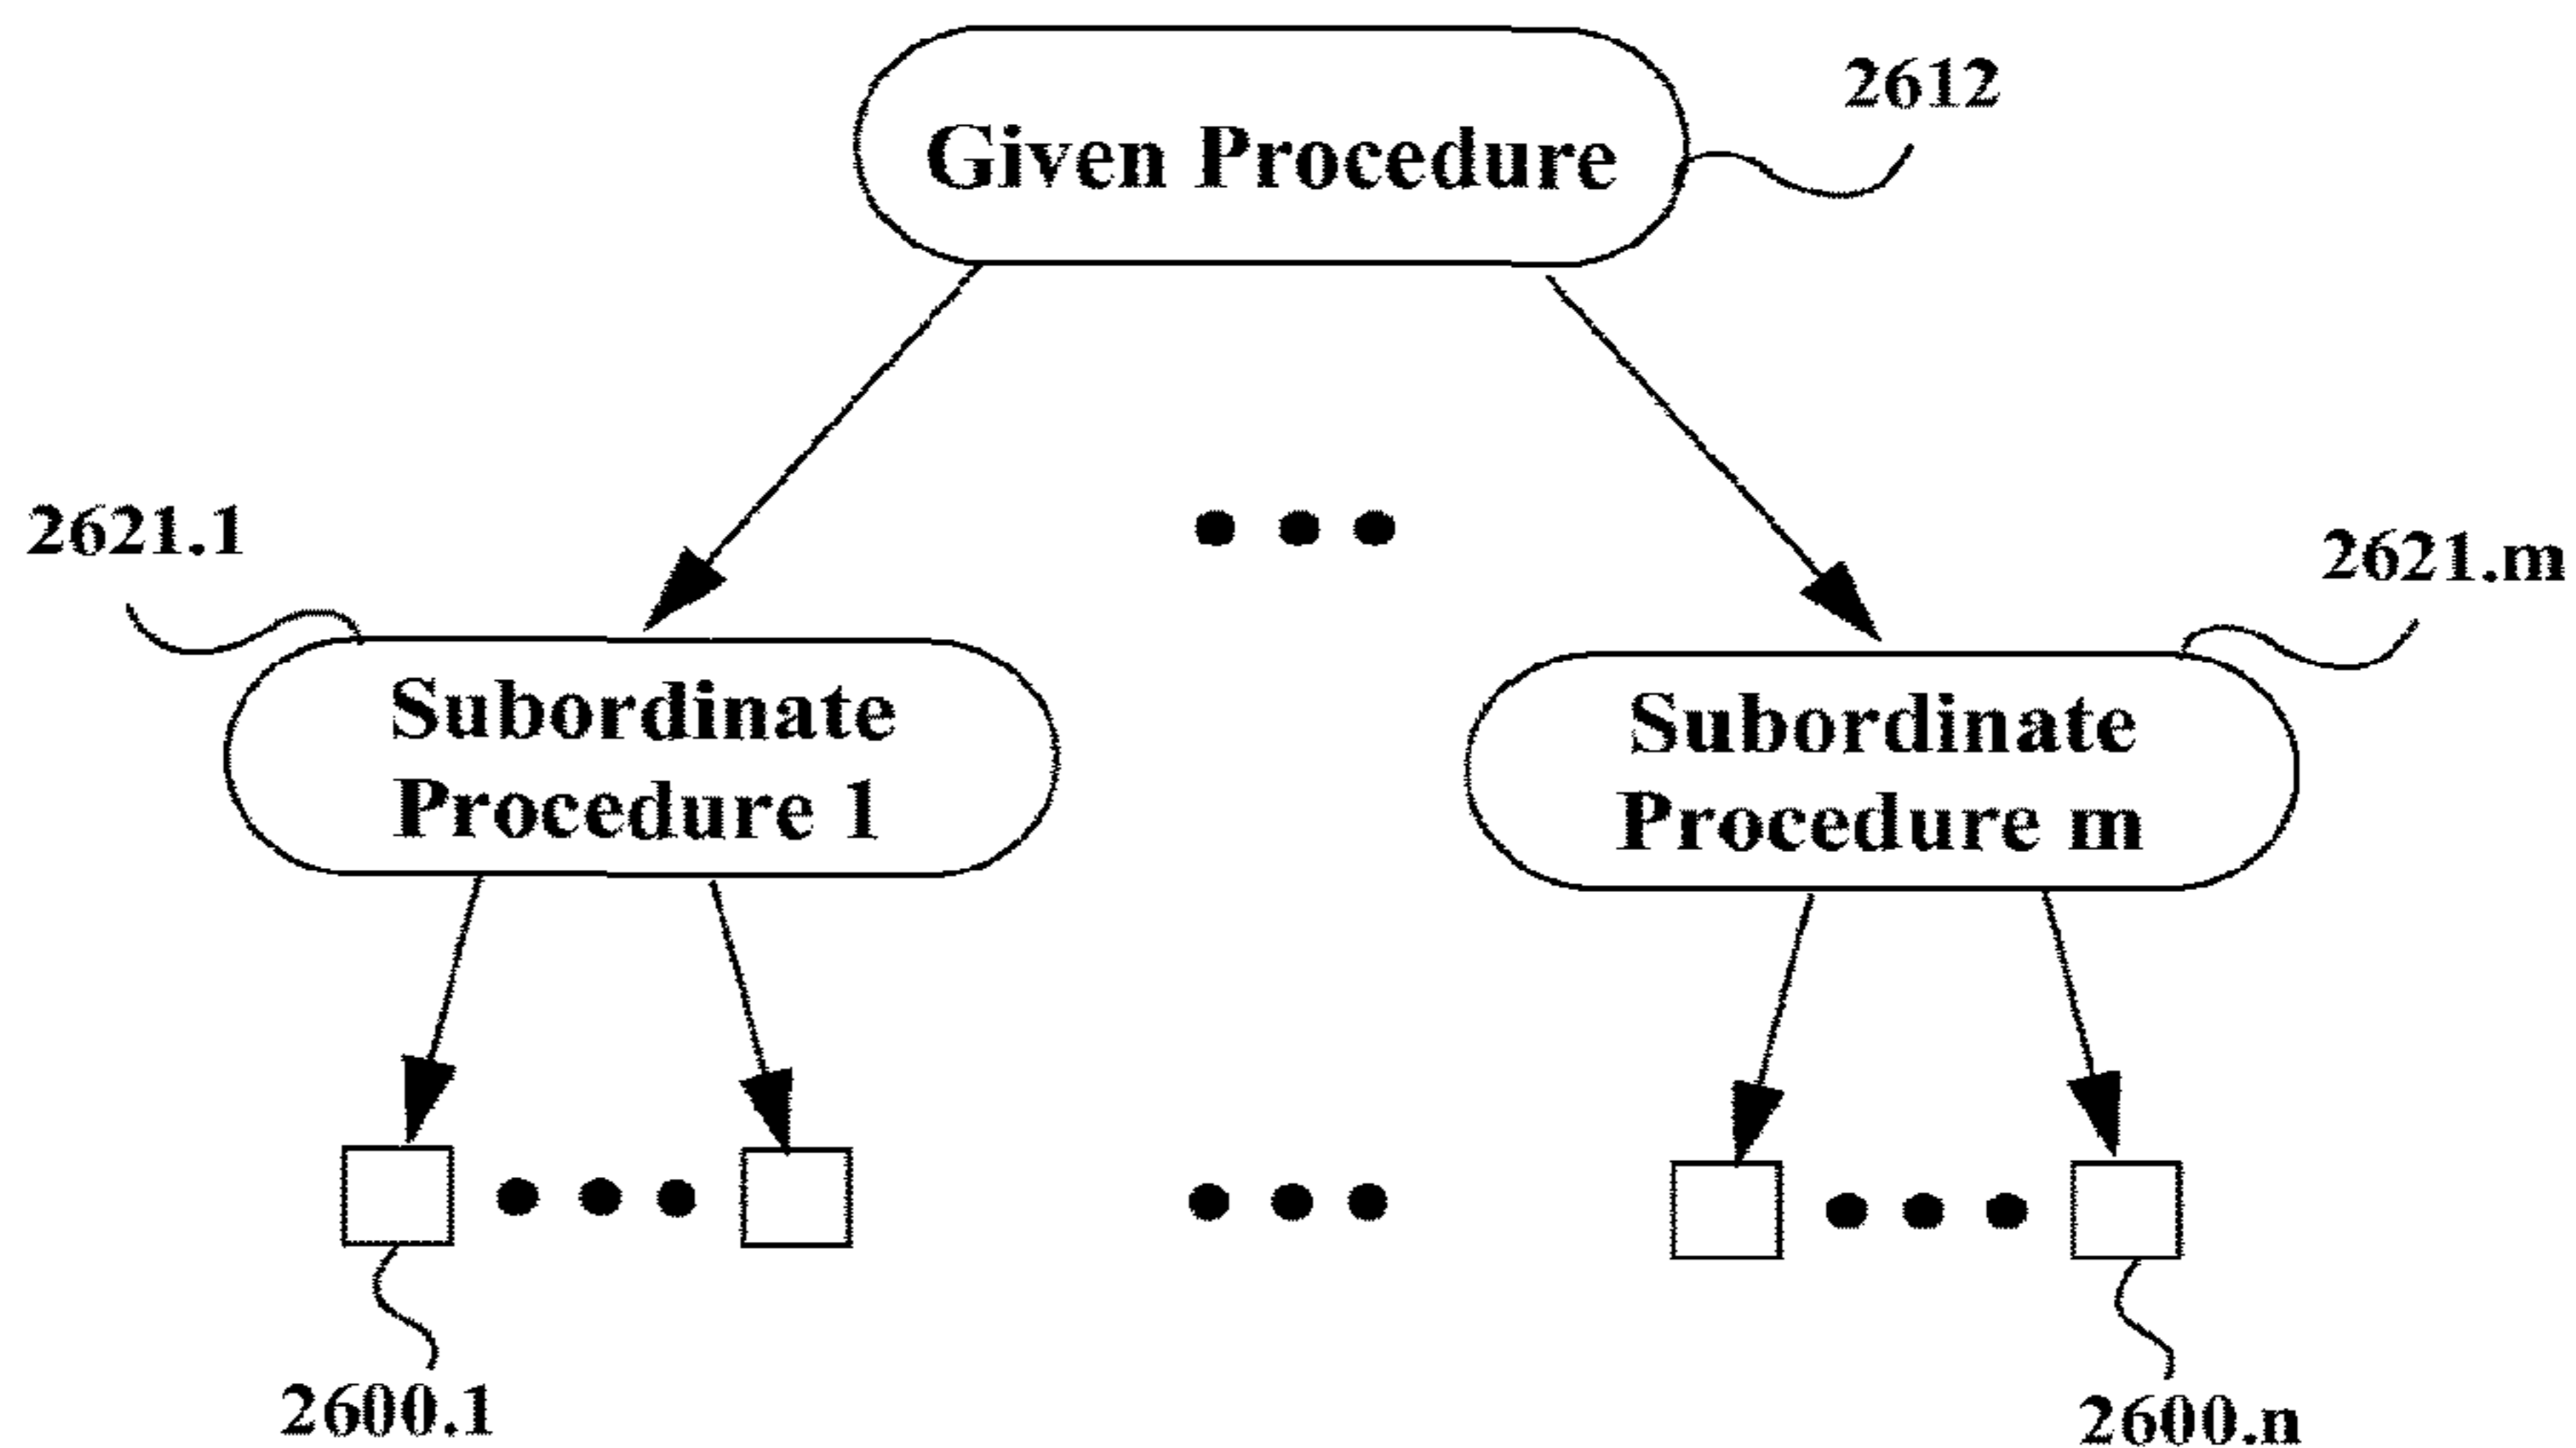 2612
Given Procedure
2621.1
2621.m
Subordinate
Procedure 1
Subordinate
Procedure m
2600.1
2600.n